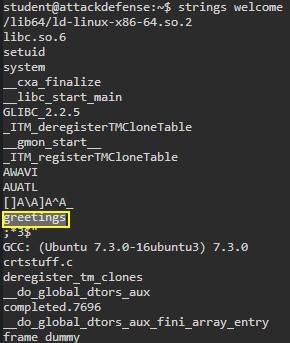 student@attackdefense:~$ strings welcome
/lib64/ld-linux-x86-64.so.2
libc.so.6
setuid
system
__cxa_finalize
__libc_start_main
GLIBC_2.2.5
_ITM_deregisterTMCloneTable
__gmon_start__
_ITM_registerTMCloneTable
AWAVI
AUATL
[]A\A]A^A_
greetings
;*3$"
GCC: (Ubuntu 7.3.0-16ubuntu3) 7.3.0
crtstuff.c
deregister_tm_clones
__do_global_dtors_aux
completed.7696
__do_global_dtors_aux_fini_array_entry
frame_dummy